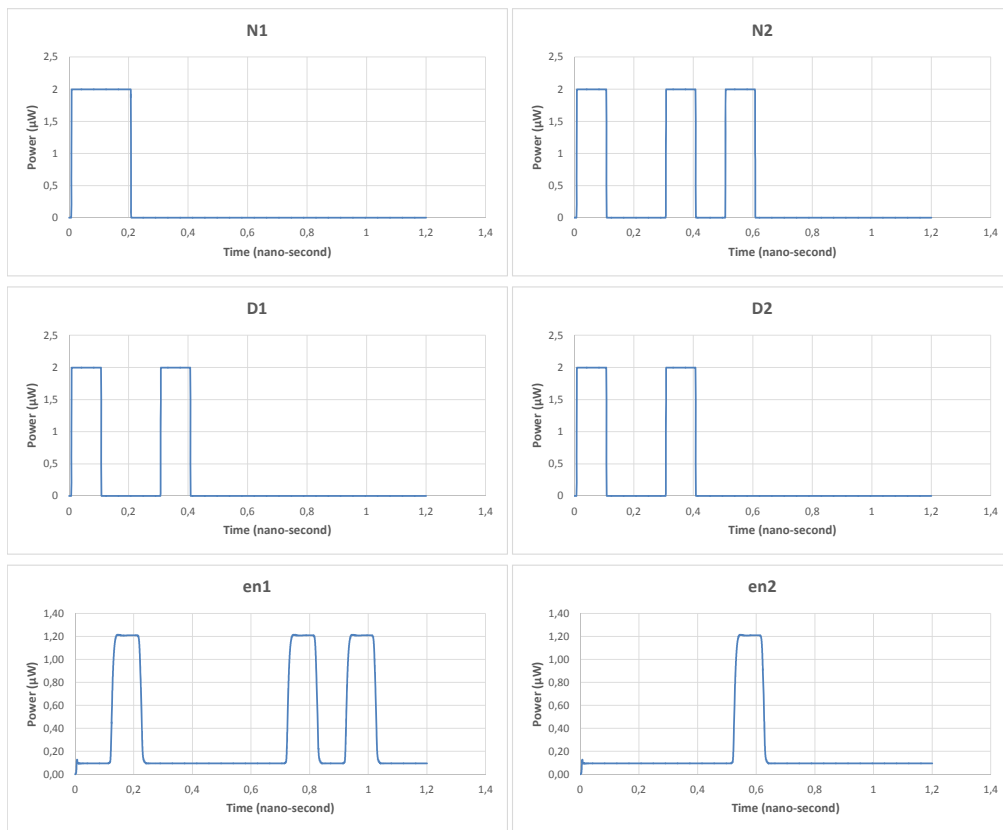 N1
2,5
2
1,5
1
0,5
0
Power (µW)
0 0,2 0,4 0,6 0,8 1 1,2 1,4
Time (nano-second)
N2
2,5
2
1,5
1
0,5
0
Power (µW)
0 0,2 0,4 0,6 0,8 1 1,2 1,4
Time (nano-second)
D1
2,5
2
1,5
1
0,5
0
Power (µW)
0 0,2 0,4 0,6 0,8 1 1,2 1,4
Time (nano-second)
D2
2,5
2
1,5
1
0,5
0
Power (µW)
0 0,2 0,4 0,6 0,8 1 1,2 1,4
Time (nano-second)
en1
1,40
1,20
1,00
0,80
0,60
0,40
0,20
0,00
Power (µW)
0 0,2 0,4 0,6 0,8 1 1,2 1,4
Time (nano-second)
en2
1,40
1,20
1,00
0,80
0,60
0,40
0,20
0,00
Power (µW)
0 0,2 0,4 0,6 0,8 1 1,2 1,4
Time (nano-second)